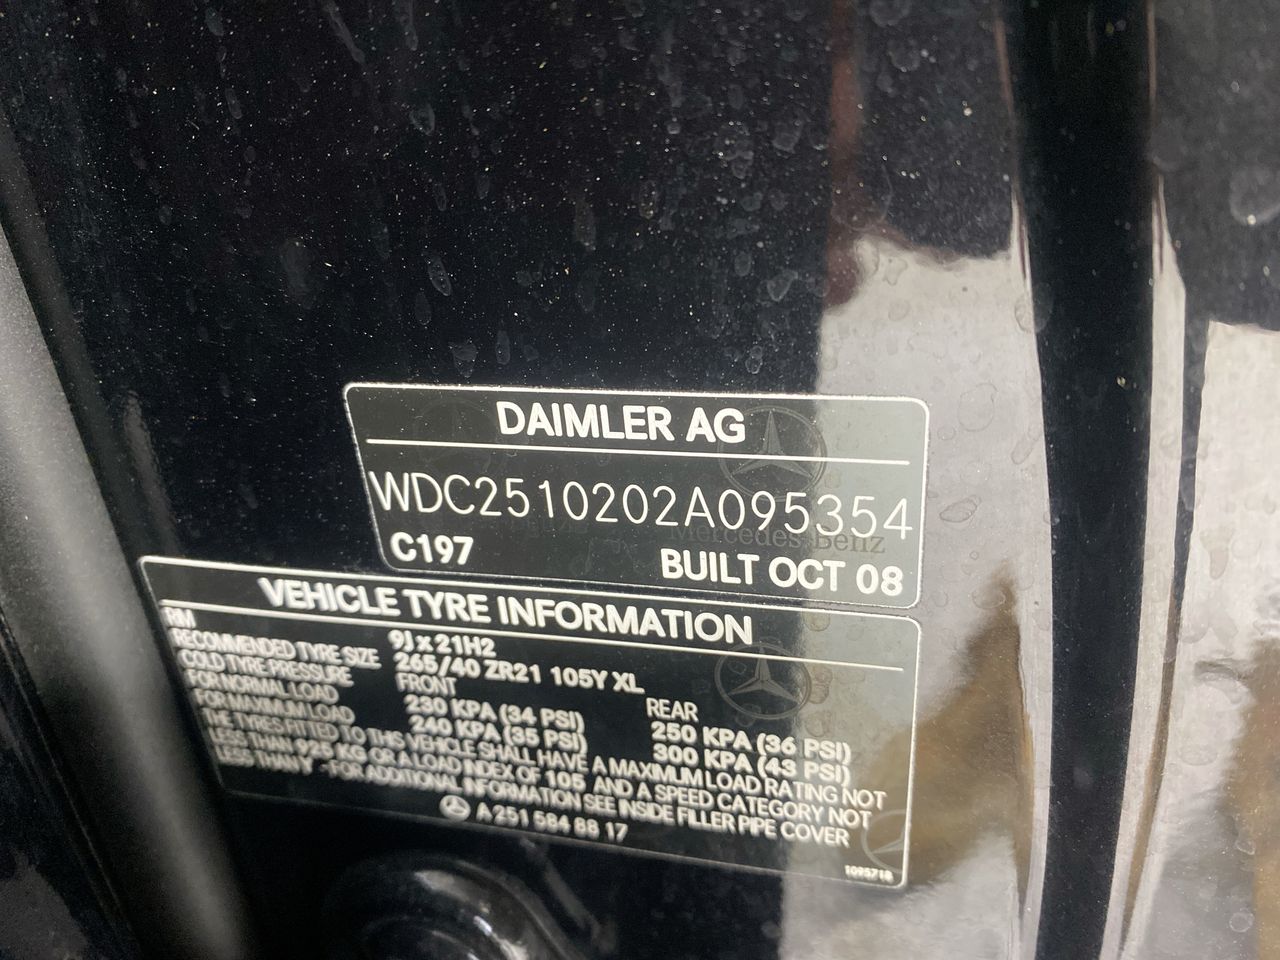 DAIMLER AG
WDC2510202A095354
Mercedes-Benz
C197 BUILT OCT 08
VEHICLE TYRE INFORMATION
RIM 9J x 21H2
RECOMMENDED TYRE SIZE 265/40 ZR21 105Y XL
COLD TYRE PRESSURE FRONT REAR
FOR NORMAL LOAD 230 KPA (34 PSI) 250 KPA (36 PSI)
FOR MAXIMUM LOAD 240 KPA (35 PSI) 300 KPA (43 PSI)
THE TYRES FITTED TO THIS VEHICLE SHALL HAVE A MAXIMUM LOAD RATING NOT
LESS THAN 925 KG OR A LOAD INDEX OF 105 AND A SPEED CATEGORY NOT
LESS THAN 'Y' -FOR ADDITIONAL INFORMATION SEE INSIDE FILLER PIPE COVER
A 251 584 88 17
1095718